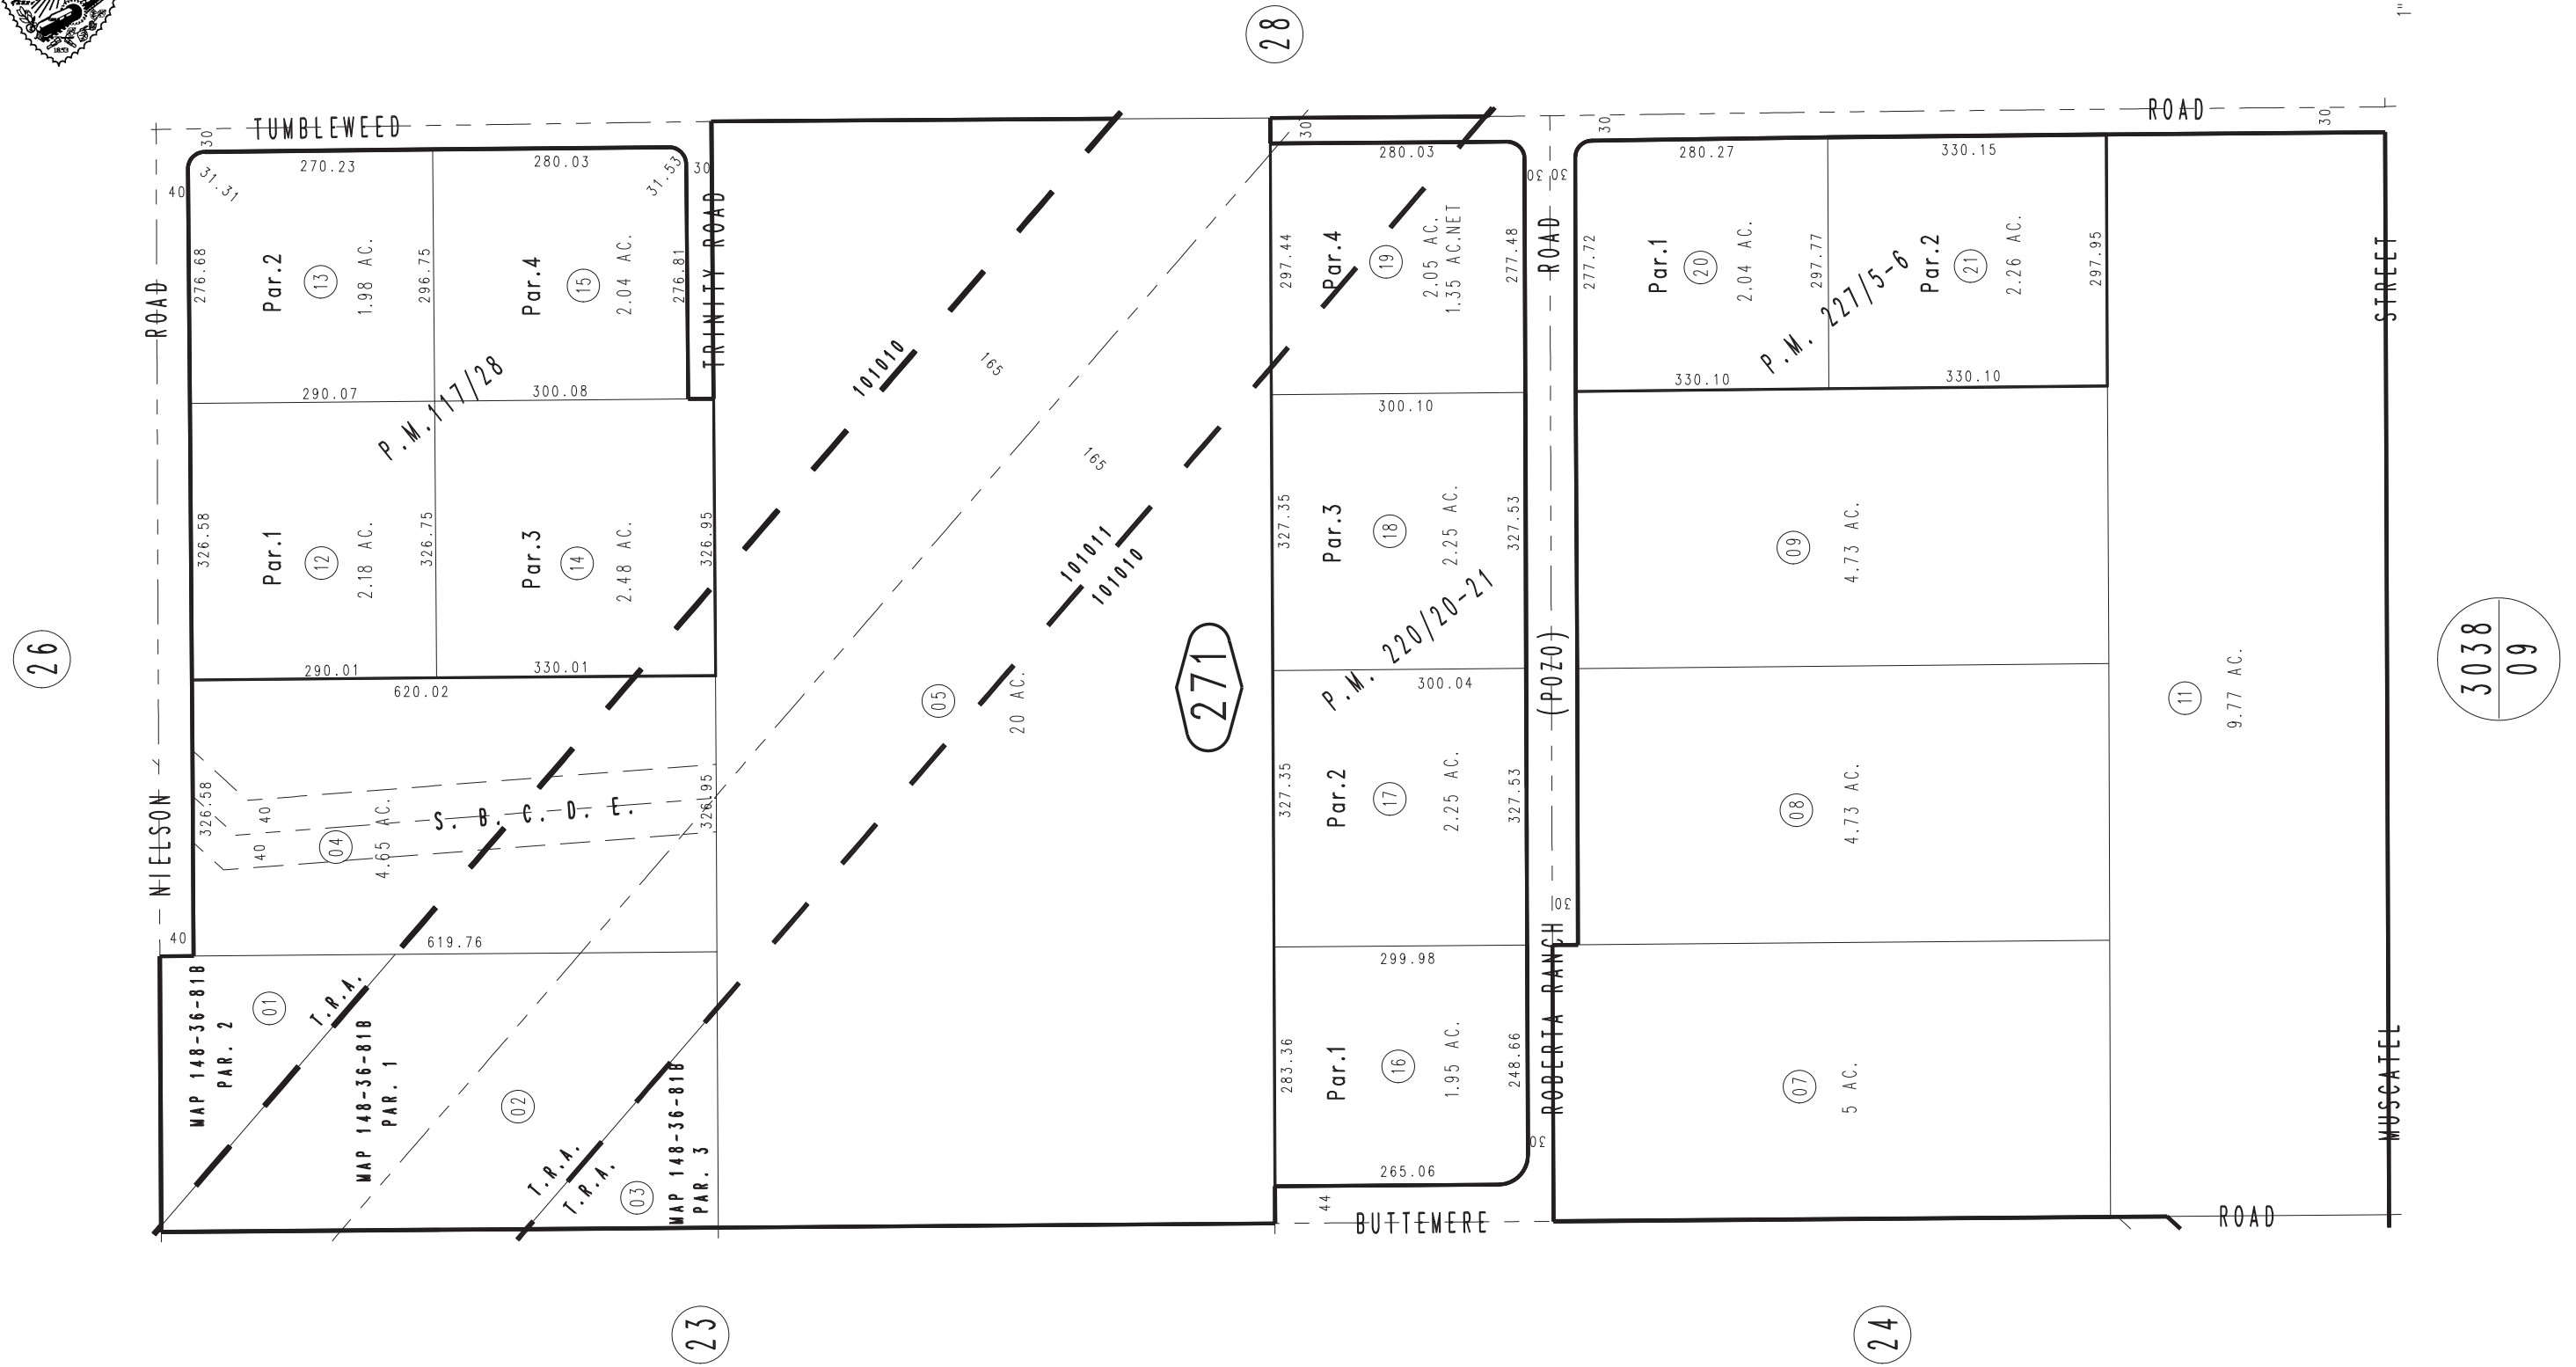 1853
28
1"
TUMBLEWEED
ROAD
30
270.23
280.03
31.31
31.53
30
40
ROAD
276.68
Par.2
13
1.98 AC.
296.75
Par.4
15
2.04 AC.
276.81
TRINITY ROAD
290.07
300.08
P.M.117/28
326.58
Par.1
12
2.18 AC.
326.75
Par.3
14
2.48 AC.
326.95
290.01
330.01
620.02
26
NIELSON
326.58
40
40
04
4.65 AC.
S. B. C. D. E.
326.95
40
619.76
MAP 148-36-81B
PAR. 2
01
T.R.A.
MAP 148-36-81B
PAR. 1
02
T.R.A.
T.R.A.
03
MAP 148-36-81B
PAR. 3
101010
165
165
101011
101010
05
20 AC.
271
30
280.03
297.44
Par.4
19
2.05 AC.
1.35 AC.NET
277.48
300.10
327.35
Par.3
18
2.25 AC.
327.53
P.M. 220/20-21
300.04
327.35
Par.2
17
2.25 AC.
327.53
299.98
283.36
Par.1
16
1.95 AC.
248.66
265.06
44
BUTTEMERE
30 30
ROAD
(POZO)
30
ROBERTA RANCH
30
30
280.27
330.15
30
277.72
Par.1
20
2.04 AC.
297.77
P.M. 227/5-6
Par.2
21
2.26 AC.
297.95
330.10
330.10
09
4.73 AC.
08
4.73 AC.
07
5 AC.
11
9.77 AC.
STREET
MUSCATEL
ROAD
3038
09
23
24